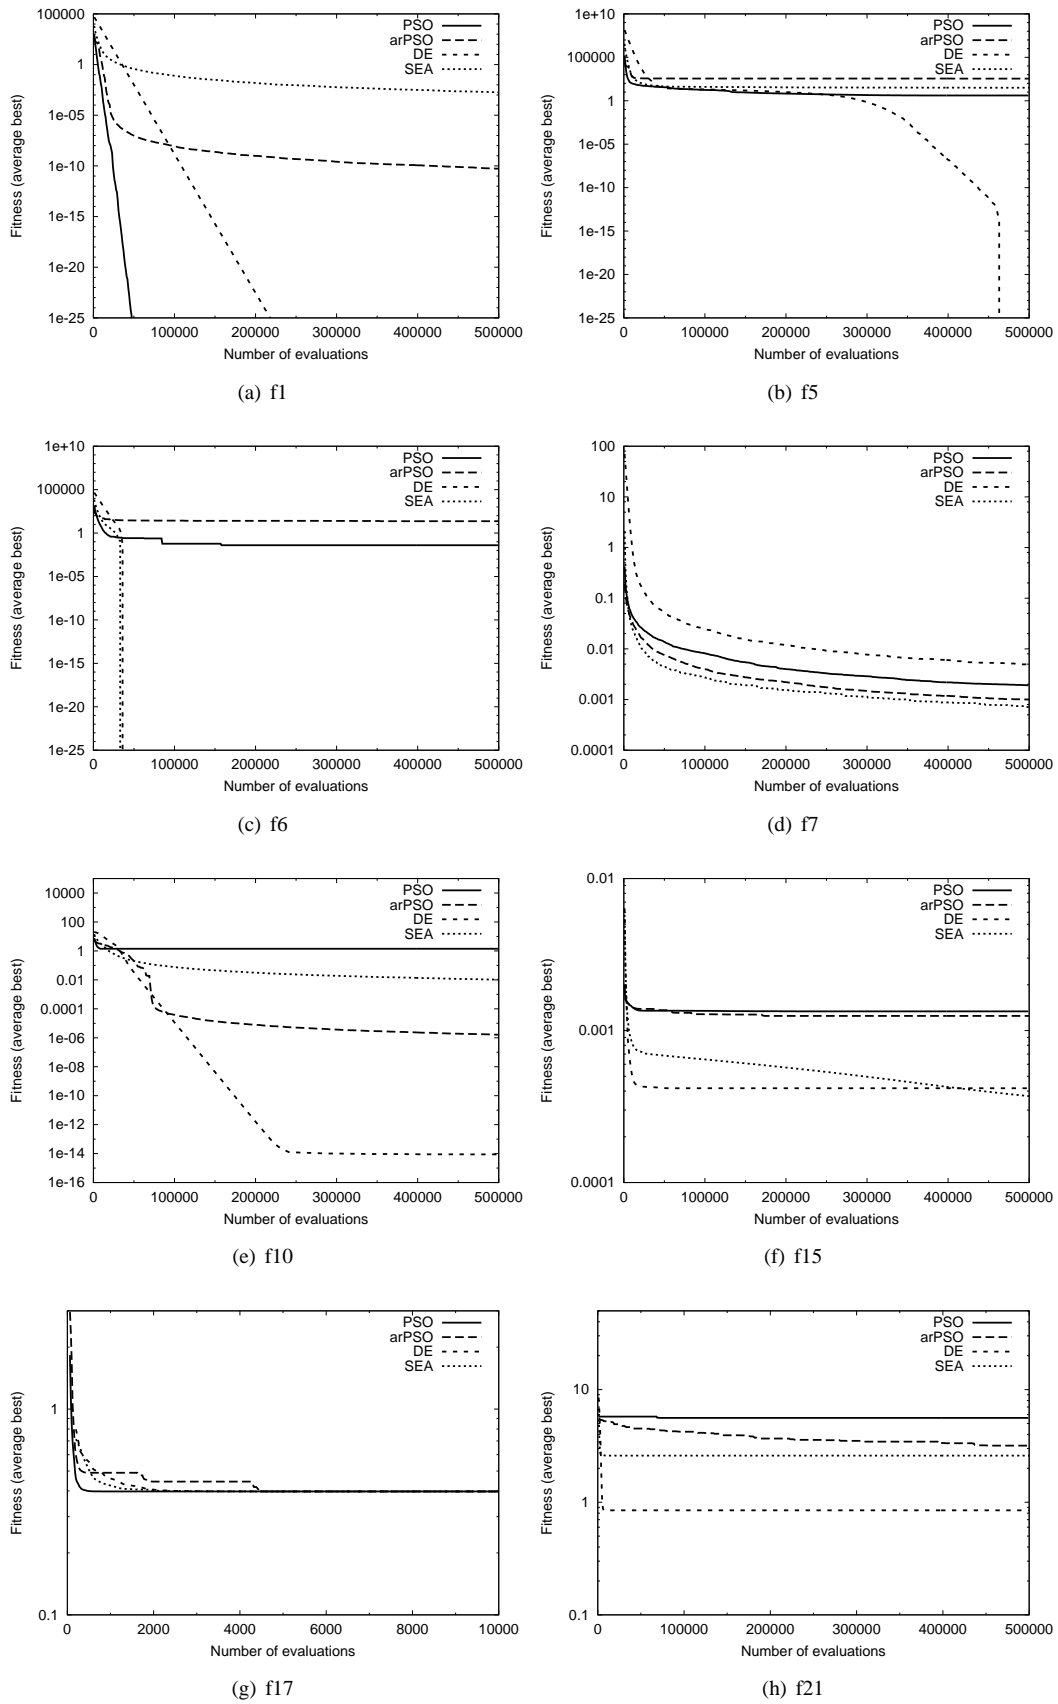 100000
1
1e-05
1e-10
1e-15
1e-20
1e-25
0 100000 200000 300000 400000 500000
Fitness (average best)
Number of evaluations
PSO
arPSO
DE
SEA
(a) f1
1e+10
100000
1
1e-05
1e-10
1e-15
1e-20
1e-25
0 100000 200000 300000 400000 500000
Fitness (average best)
Number of evaluations
PSO
arPSO
DE
SEA
(b) f5
1e+10
100000
1
1e-05
1e-10
1e-15
1e-20
1e-25
0 100000 200000 300000 400000 500000
Fitness (average best)
Number of evaluations
PSO
arPSO
DE
SEA
(c) f6
100
10
1
0.1
0.01
0.001
0.0001
0 100000 200000 300000 400000 500000
Fitness (average best)
Number of evaluations
PSO
arPSO
DE
SEA
(d) f7
10000
100
1
0.01
0.0001
1e-06
1e-08
1e-10
1e-12
1e-14
1e-16
0 100000 200000 300000 400000 500000
Fitness (average best)
Number of evaluations
PSO
arPSO
DE
SEA
(e) f10
0.01
0.001
0.0001
0 100000 200000 300000 400000 500000
Fitness (average best)
Number of evaluations
PSO
arPSO
DE
SEA
(f) f15
1
0.1
0 2000 4000 6000 8000 10000
Fitness (average best)
Number of evaluations
PSO
arPSO
DE
SEA
(g) f17
10
1
0.1
0 100000 200000 300000 400000 500000
Fitness (average best)
Number of evaluations
PSO
arPSO
DE
SEA
(h) f21